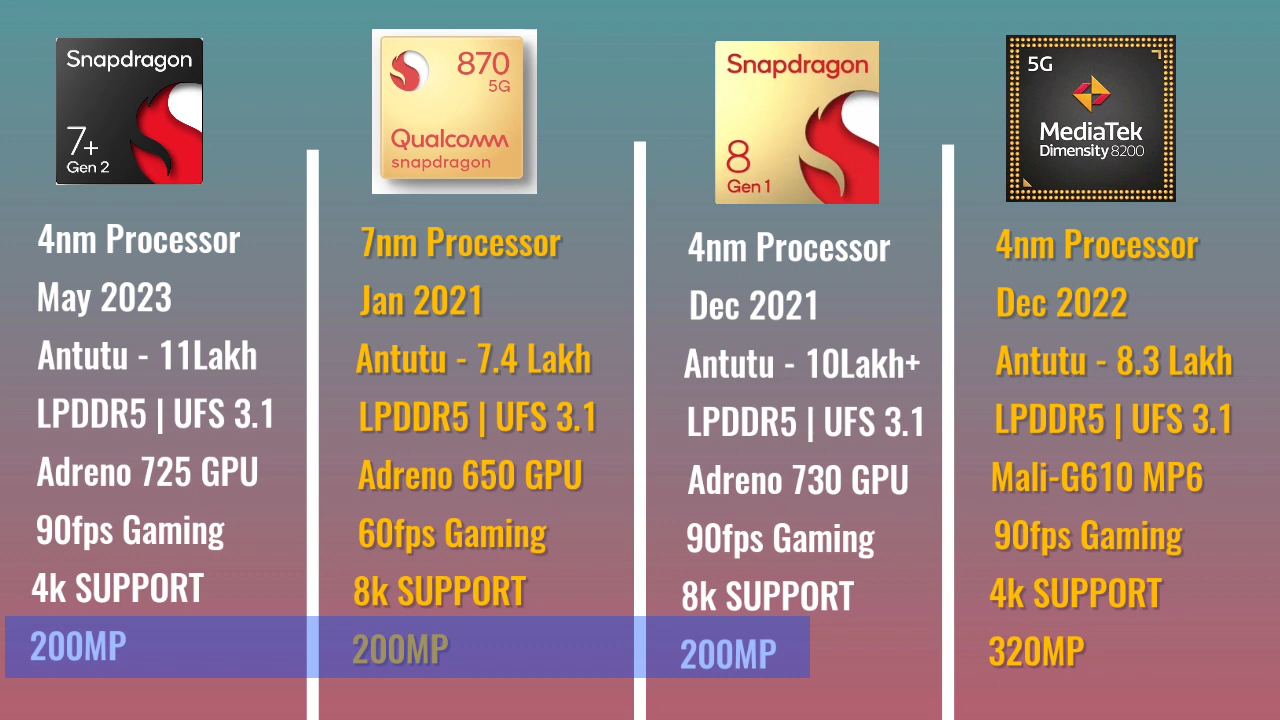 Snapdragon
7+
Gen 2
4nm Processor
May 2023
Antutu - 11Lakh
LPDDR5 | UFS 3.1
Adreno 725 GPU
90fps Gaming
4k SUPPORT
200MP
870
5G
Qualcomm
snapdragon
7nm Processor
Jan 2021
Antutu - 7.4 Lakh
LPDDR5 | UFS 3.1
Adreno 650 GPU
60fps Gaming
8k SUPPORT
200MP
Snapdragon
8
Gen 1
4nm Processor
Dec 2021
Antutu - 10Lakh+
LPDDR5 | UFS 3.1
Adreno 730 GPU
90fps Gaming
8k SUPPORT
200MP
5G
MediaTek
Dimensity 8200
4nm Processor
Dec 2022
Antutu - 8.3 Lakh
LPDDR5 | UFS 3.1
Mali-G610 MP6
90fps Gaming
4k SUPPORT
320MP